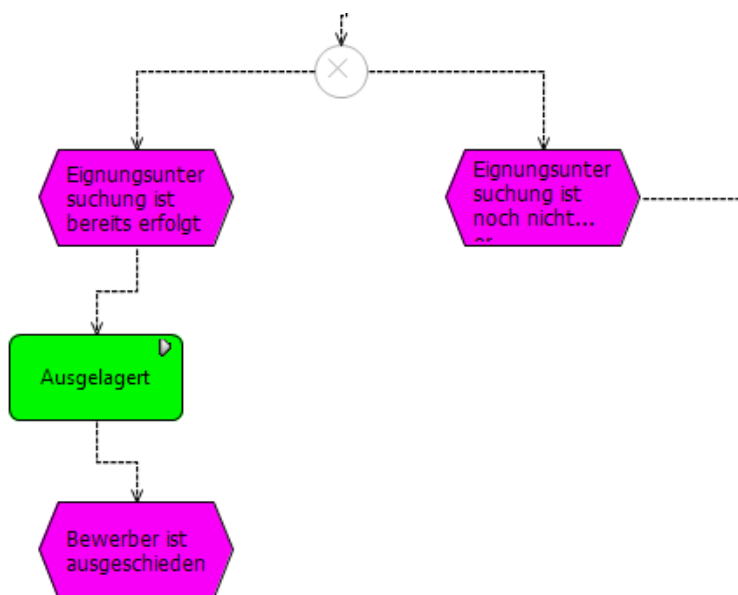 Eignungsunter
suchung ist
bereits erfolgt
Eignungsunter
suchung ist
noch nicht...
Ausgelagert
Bewerber ist
ausgeschieden